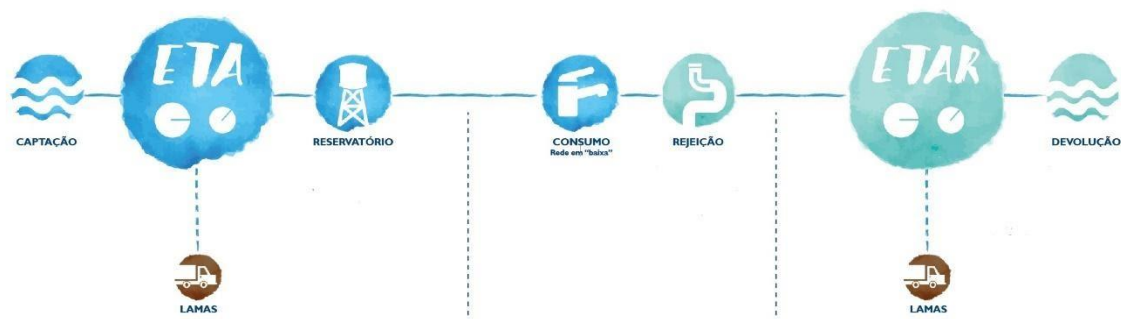 ETA
ETAR
CAPTAÇÃO
RESERVATÓRIO
CONSUMO
Rede em "baixa"
REJEIÇÃO
DEVOLUÇÃO
LAMAS
LAMAS